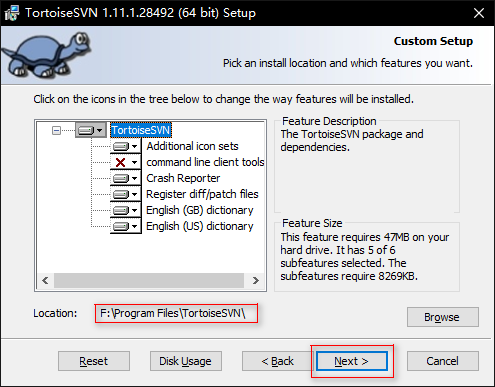 TortoiseSVN 1.11.1.28492 (64 bit) Setup
Custom Setup
Pick an install location and which features you want.
Click on the icons in the tree below to change the way features will be installed.
TortoiseSVN
Additional icon sets
command line client tools
Crash Reporter
Register diff/patch files
English (GB) dictionary
English (US) dictionary
Feature Description
The TortoiseSVN package and
dependencies.
Feature Size
This feature requires 47MB on your
hard drive. It has 5 of 6
subfeatures selected. The
subfeatures require 8269KB.
Location:
F:\Program Files\TortoiseSVN\
Browse
Reset
Disk Usage
< Back
Next >
Cancel